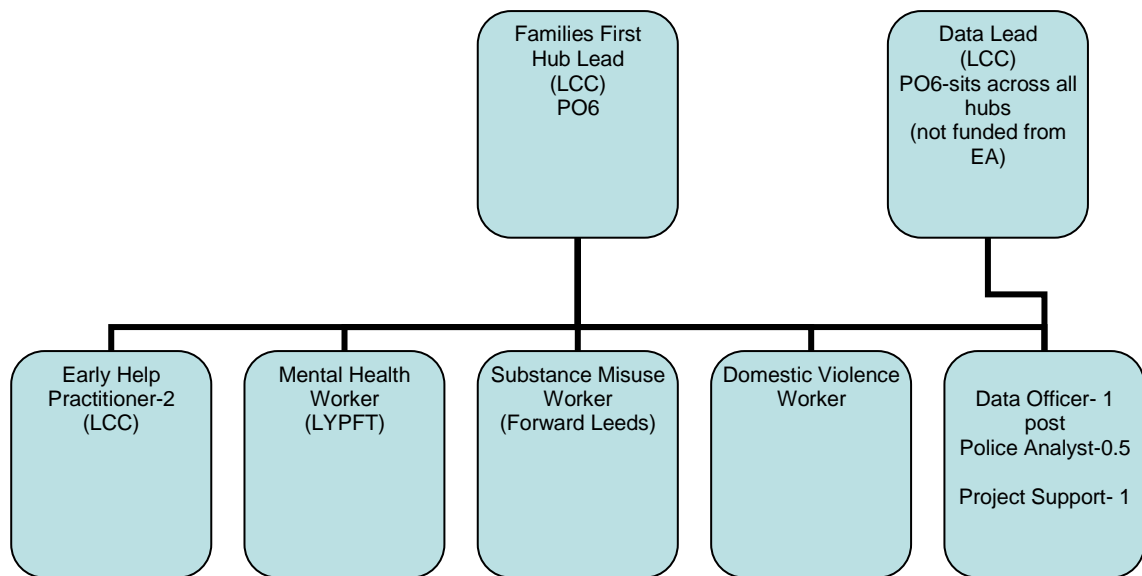 Families First
Hub Lead
(LCC)
PO6
Data Lead
(LCC)
PO6-sits across all
hubs
(not funded from
EA)
Early Help
Practitioner-2
(LCC)
Mental Health
Worker
(LYPFT)
Substance Misuse
Worker
(Forward Leeds)
Domestic Violence
Worker
Data Officer- 1
post
Police Analyst-0.5
Project Support- 1